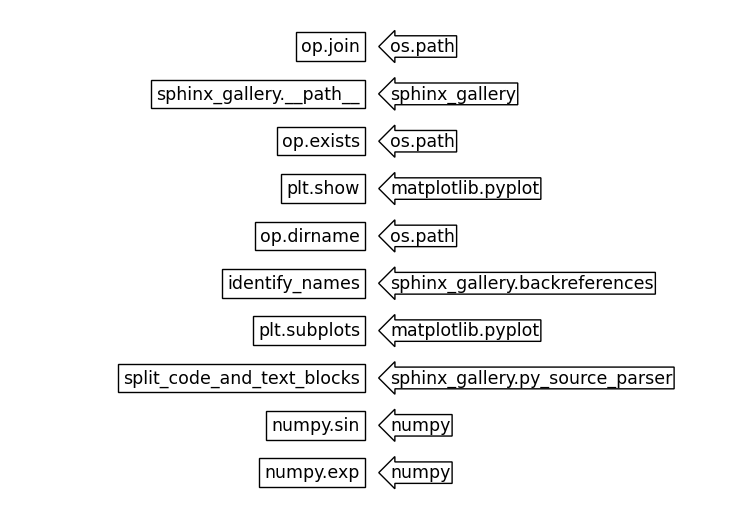 op.join os.path
sphinx_gallery.__path__ sphinx_gallery
op.exists os.path
plt.show matplotlib.pyplot
op.dirname os.path
identify_names sphinx_gallery.backreferences
plt.subplots matplotlib.pyplot
split_code_and_text_blocks sphinx_gallery.py_source_parser
numpy.sin numpy
numpy.exp numpy